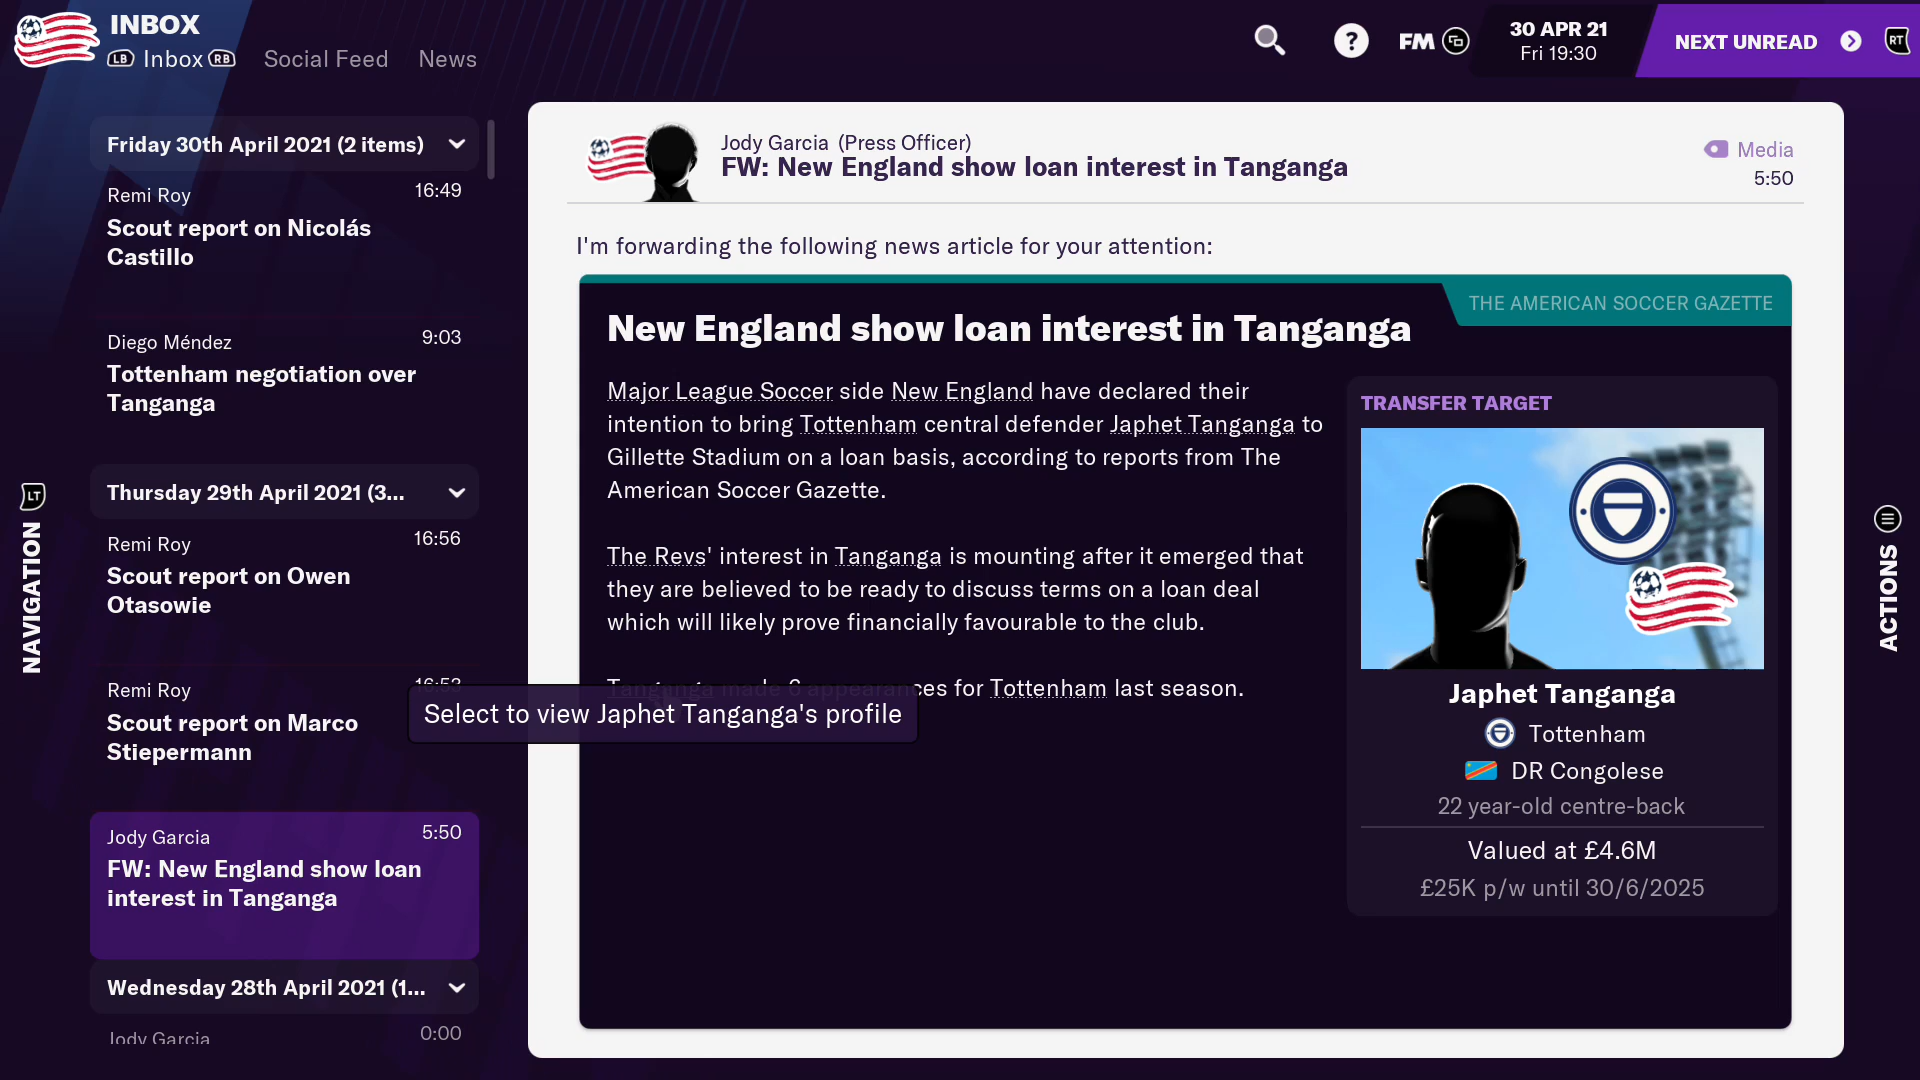 INBOX
LB Inbox RB Social Feed News
FM
30 APR 21
Fri 19:30
NEXT UNREAD
RT
Friday 30th April 2021 (2 items)
Remi Roy 16:49
Scout report on Nicolás
Castillo
Diego Méndez 9:03
Tottenham negotiation over
Tanganga
Thursday 29th April 2021 (3...
Remi Roy 16:56
Scout report on Owen
Otasowie
Remi Roy 16:53
Scout report on Marco
Stiepermann
Jody Garcia 5:50
FW: New England show loan
interest in Tanganga
Wednesday 28th April 2021 (1...
Jody Garcia 0:00
LT
NAVIGATION
Jody Garcia (Press Officer)
FW: New England show loan interest in Tanganga
Media
5:50
I'm forwarding the following news article for your attention:
THE AMERICAN SOCCER GAZETTE
New England show loan interest in Tanganga
Major League Soccer side New England have declared their
intention to bring Tottenham central defender Japhet Tanganga to
Gillette Stadium on a loan basis, according to reports from The
American Soccer Gazette.
The Revs' interest in Tanganga is mounting after it emerged that
they are believed to be ready to discuss terms on a loan deal
which will likely prove financially favourable to the club.
Tanganga made 6 appearances for Tottenham last season.
Select to view Japhet Tanganga's profile
TRANSFER TARGET
Japhet Tanganga
Tottenham
DR Congolese
22 year-old centre-back
Valued at £4.6M
£25K p/w until 30/6/2025
ACTIONS